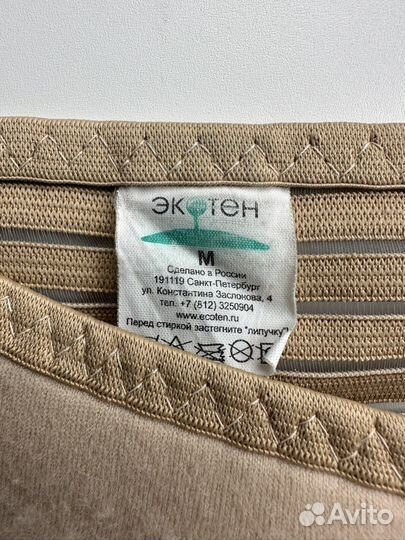 ЭКОТЕН
M
Сделано в России
191119 Санкт-Петербург
ул. Константина Заслонова, 4
тел. +7 (812) 3250904
www.ecoten.ru
Перед стиркой застегните "липучку"
Avito